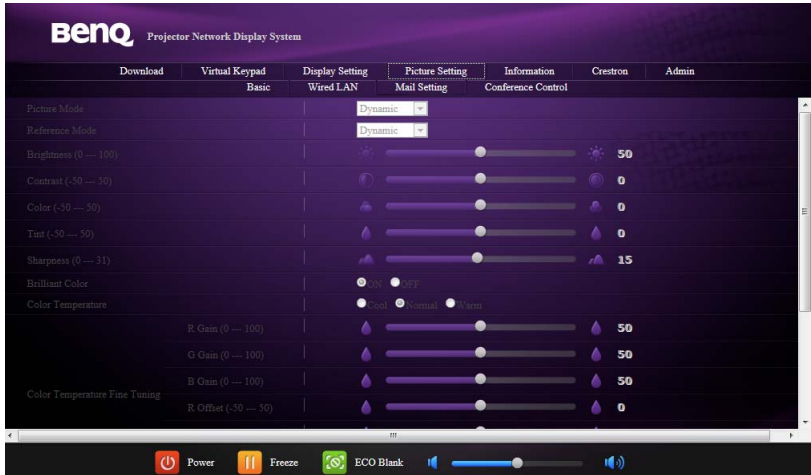 BenQ Projector Network Display System
Download Virtual Keypad Display Setting Picture Setting Information Crestron Admin
Basic Wired LAN Mail Setting Conference Control
Picture Mode Dynamic
Reference Mode Dynamic
Brightness (0 --- 100) 50
Contrast (-50 --- 50) 0
Color (-50 --- 50) 0
Tint (-50 --- 50) 0
Sharpness (0 --- 31) 15
Brilliant Color ON OFF
Color Temperature Cool Normal Warm
R Gain (0 --- 100) 50
G Gain (0 --- 100) 50
B Gain (0 --- 100) 50
Color Temperature Fine Tuning
R Offset (-50 --- 50) 0
Power Freeze ECO Blank